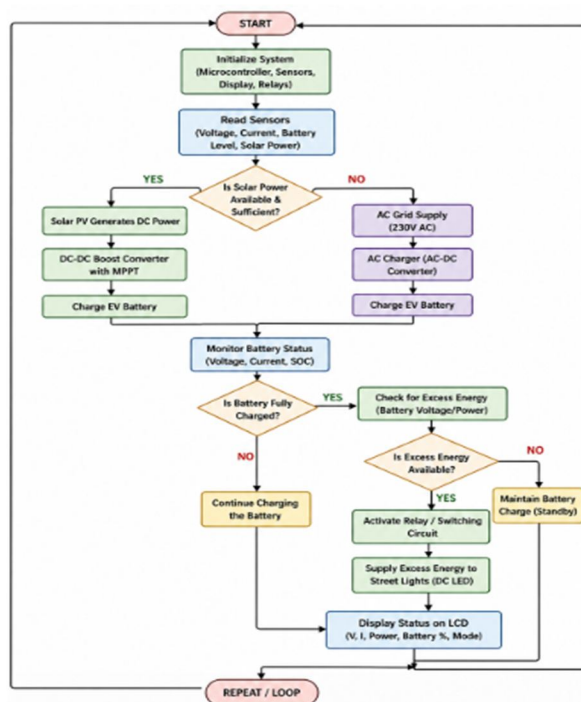 START
Initialize System
(Microcontroller, Sensors,
Display, Relays)
Read Sensors
(Voltage, Current, Battery
Level, Solar Power)
YES
Is Solar Power
Available &
Sufficient?
NO
Solar PV Generates DC Power
AC Grid Supply
(230V AC)
DC-DC Boost Converter
with MPPT
AC Charger (AC-DC
Converter)
Charge EV Battery
Charge EV Battery
Monitor Battery Status
(Voltage, Current, SOC)
Is Battery Fully
Charged?
YES
Check for Excess Energy
(Battery Voltage/Power)
NO
Is Excess Energy
Available?
NO
Continue Charging
the Battery
YES
Maintain Battery
Charge (Standby)
Activate Relay / Switching
Circuit
Supply Excess Energy to
Street Lights (DC LED)
Display Status on LCD
(V, I, Power, Battery %, Mode)
REPEAT / LOOP